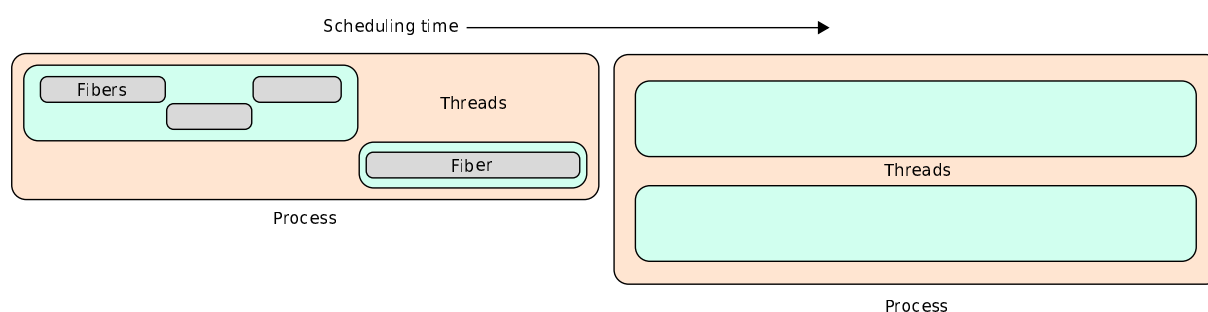 Scheduling time
Fibers
Threads
Fiber
Process
Threads
Process